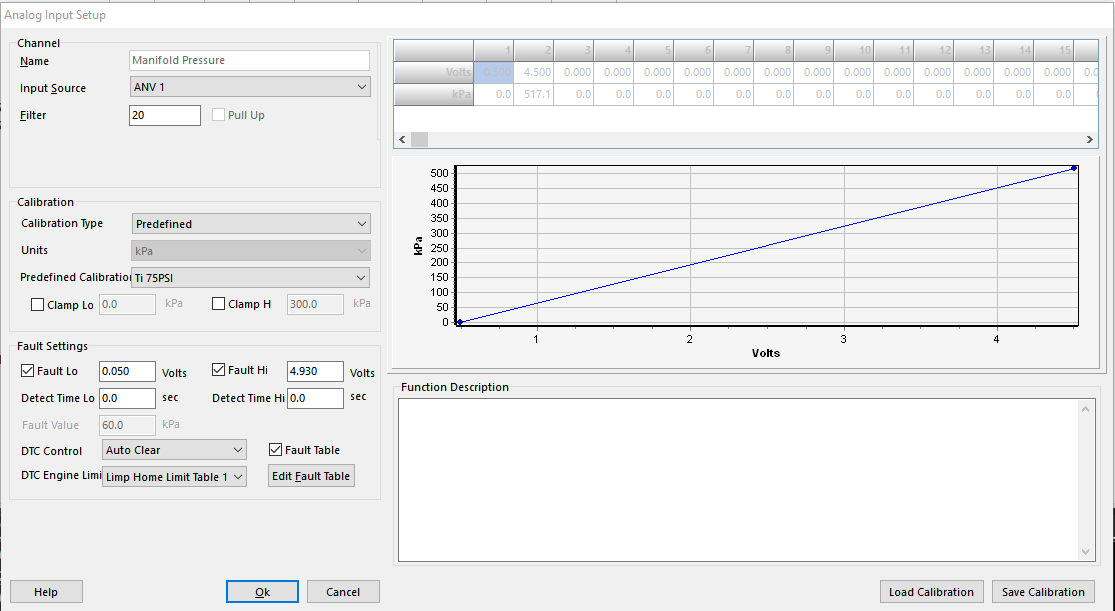 Analog Input Setup
Channel
Name Manifold Pressure
Input Source ANV 1
Filter 20 Pull Up
Calibration
Calibration Type Predefined
Units kPa
Predefined Calibration Ti 75PSI
Clamp Lo 0.0 kPa Clamp H 300.0 kPa
Fault Settings
Fault Lo 0.050 Volts Fault Hi 4.930 Volts
Detect Time Lo 0.0 sec Detect Time Hi 0.0 sec
Fault Value 60.0 kPa
DTC Control Auto Clear Fault Table
DTC Engine Limi Limp Home Limit Table 1 Edit Fault Table
1 2 3 4 5 6 7 8 9 10 11 12 13 14 15
Volts 4.500 0.000 0.000 0.000 0.000 0.000 0.000 0.000 0.000 0.000 0.000 0.000 0.000 0.000
kPa 0.0 517.1 0.0 0.0 0.0 0.0 0.0 0.0 0.0 0.0 0.0 0.0 0.0 0.0 0.0
500
450
400
350
300
250
200
150
100
50
0
kPa
1 2 3 4
Volts
Function Description
Help Ok Cancel Load Calibration Save Calibration